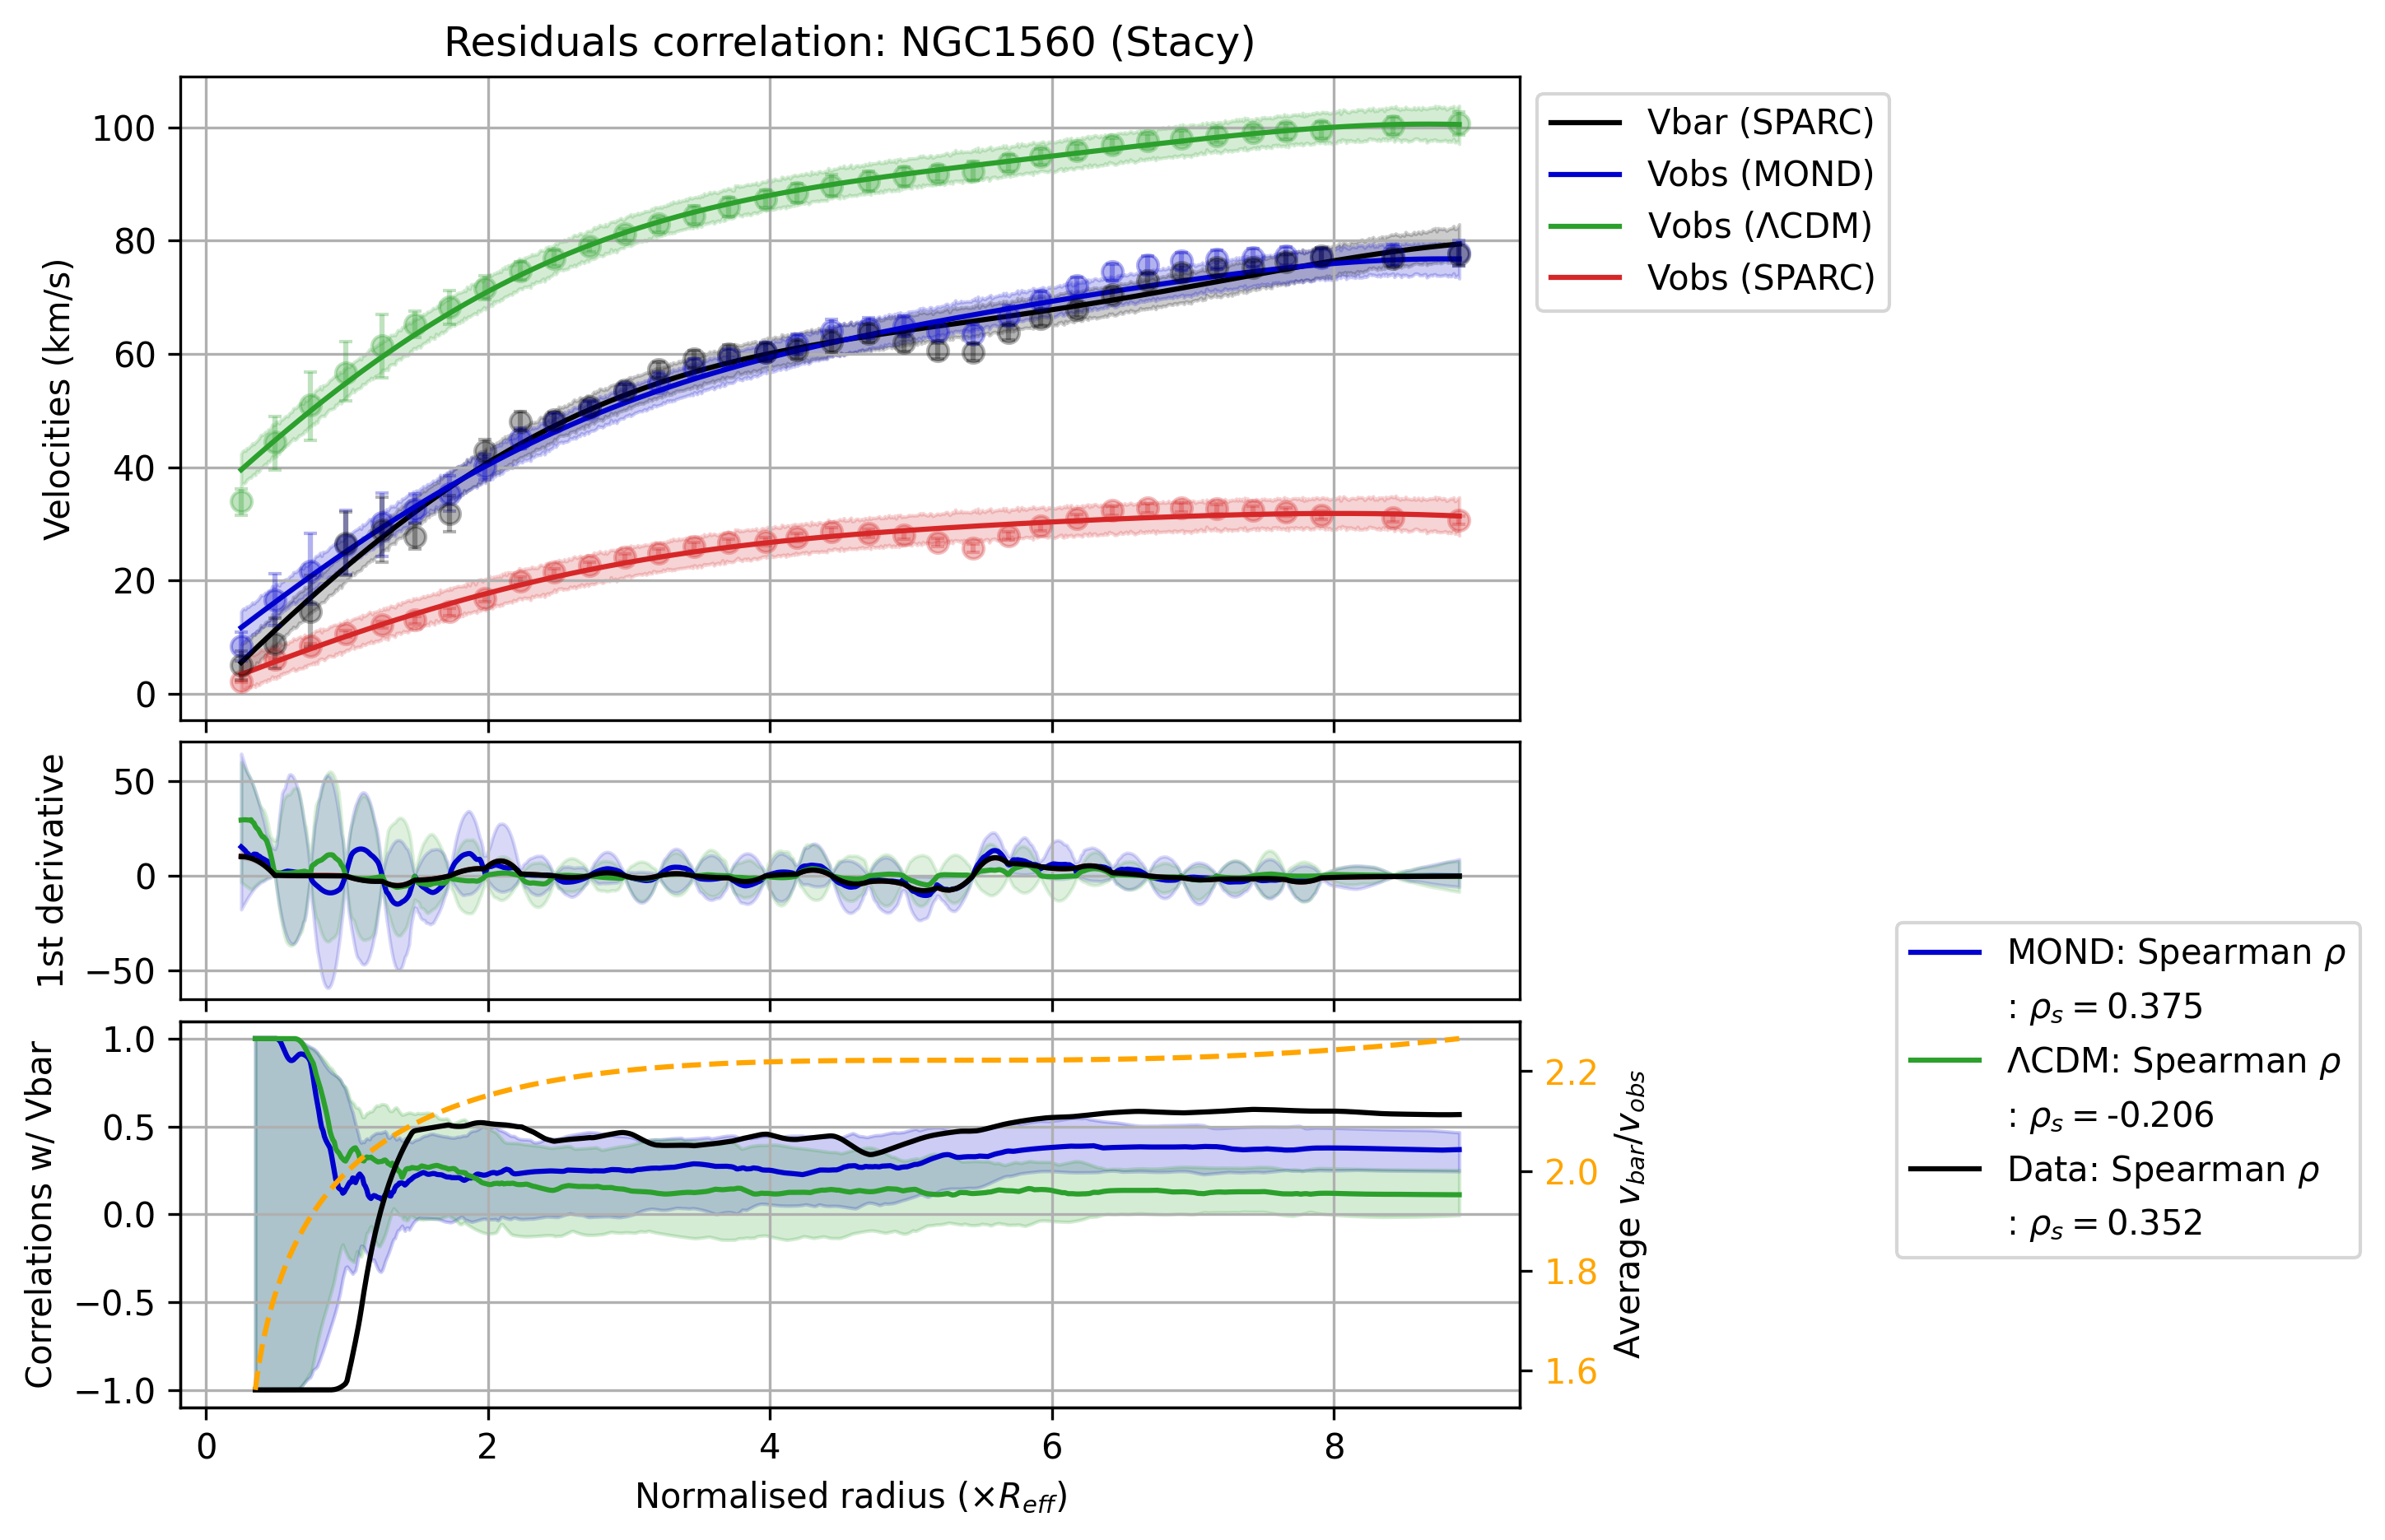 Residuals correlation: NGC1560 (Stacy)
Velocities (km/s)
100
80
60
40
20
0
Vbar (SPARC)
Vobs (MOND)
Vobs (ΛCDM)
Vobs (SPARC)
1st derivative
50
0
−50
Correlations w/ Vbar
1.0
0.5
0.0
−0.5
−1.0
2.2
2.0
1.8
1.6
Average v_bar/v_obs
MOND: Spearman ρ
: ρ_s = 0.375
ΛCDM: Spearman ρ
: ρ_s = -0.206
Data: Spearman ρ
: ρ_s = 0.352
0 2 4 6 8
Normalised radius (×R_eff)